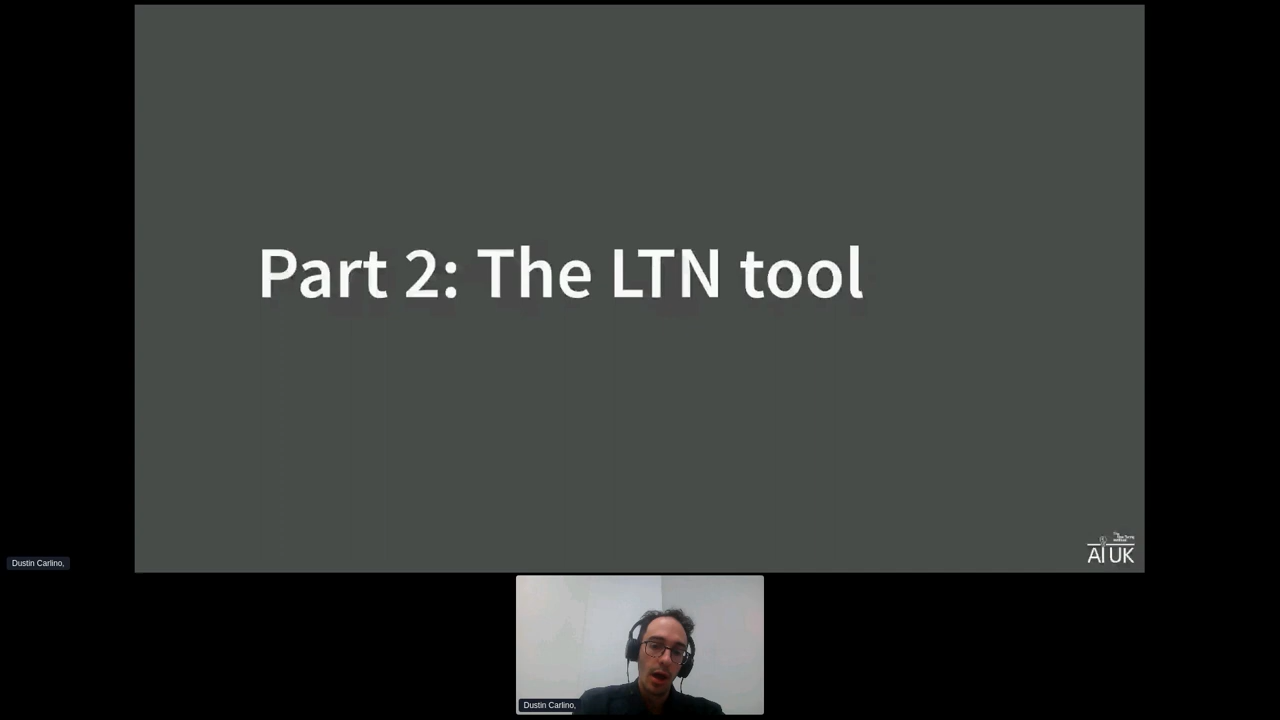 Part 2: The LTN tool
AI UK
Dustin Carlino,
Dustin Carlino,